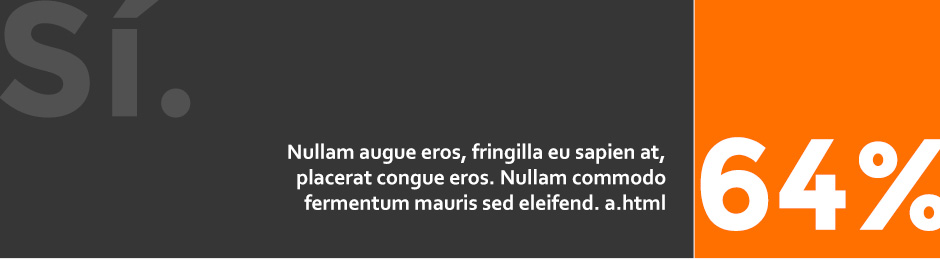 Sí.
Nullam augue eros, fringilla eu sapien at,
placerat congue eros. Nullam commodo
fermentum mauris sed eleifend. a.html
64%